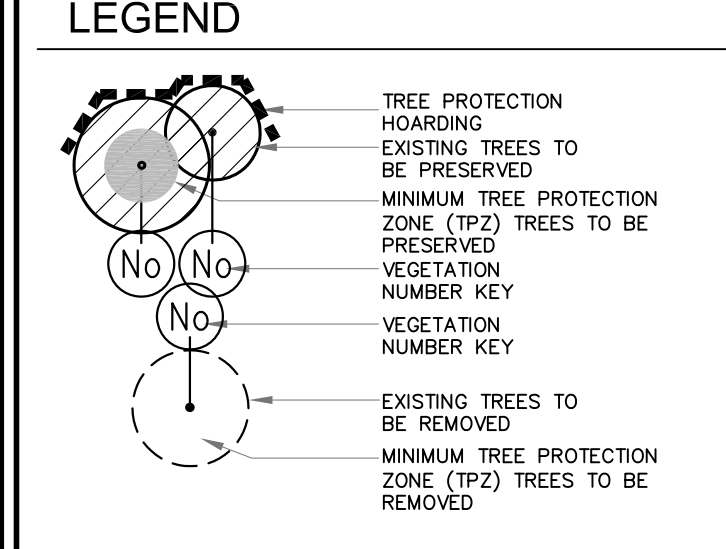 LEGEND
TREE PROTECTION
HOARDING
EXISTING TREES TO
BE PRESERVED
MINIMUM TREE PROTECTION
ZONE (TPZ) TREES TO BE
PRESERVED
No No
VEGETATION
NUMBER KEY
No
VEGETATION
NUMBER KEY
EXISTING TREES TO
BE REMOVED
MINIMUM TREE PROTECTION
ZONE (TPZ) TREES TO BE
REMOVED